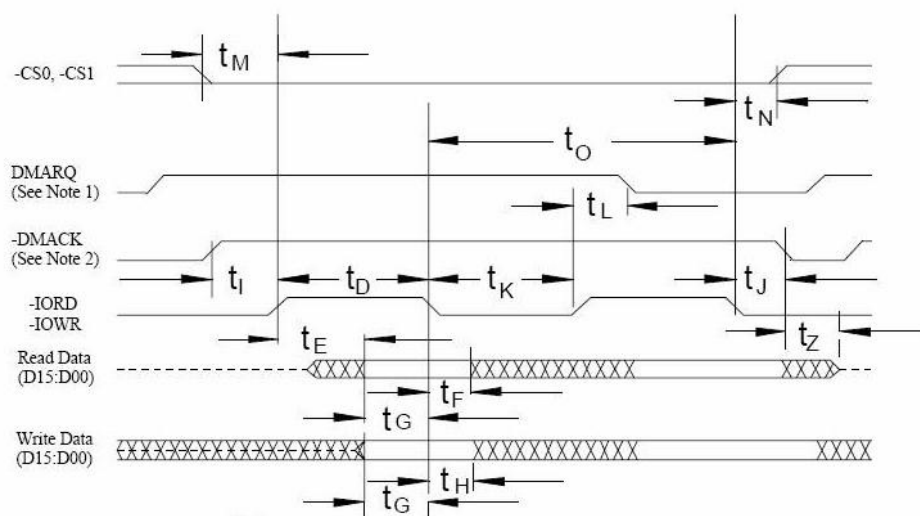 tM
-CS0, -CS1
tN
tO
DMARQ
(See Note 1)
tL
-DMACK
(See Note 2)
tI
tD
tK
tJ
-IORD
-IOWR
tE
tZ
Read Data
(D15:D00)
tF
tG
Write Data
(D15:D00)
tH
tG